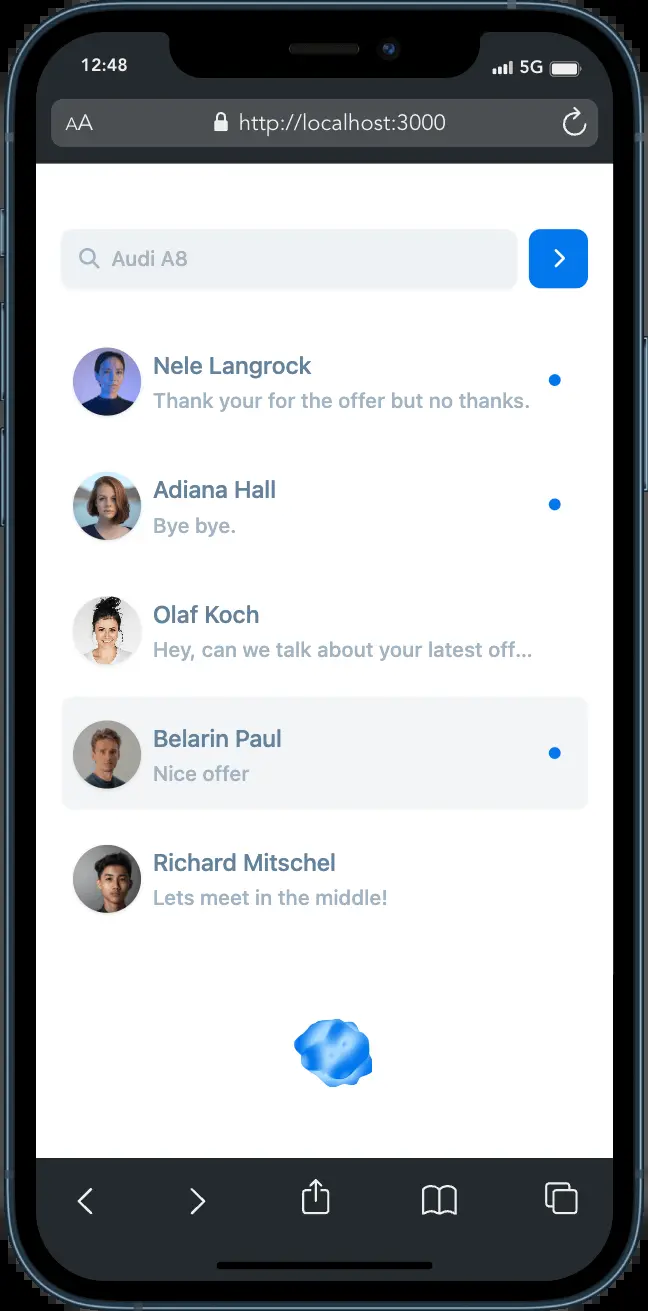 12:48
5G
AA
http://localhost:3000
Audi A8
Nele Langrock
Thank your for the offer but no thanks.
Adiana Hall
Bye bye.
Olaf Koch
Hey, can we talk about your latest off...
Belarin Paul
Nice offer
Richard Mitschel
Lets meet in the middle!